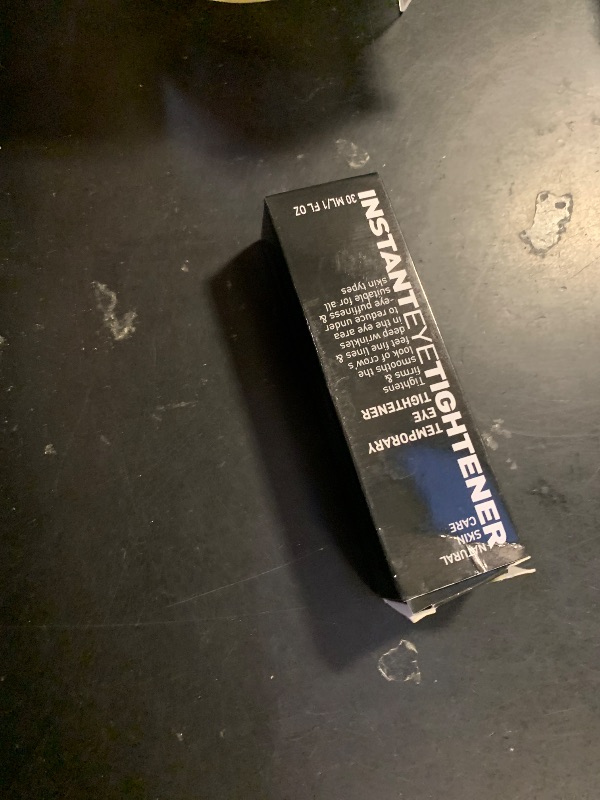 NATURAL
SKIN
CARE
INSTANTEYETIGHTENER
TEMPORARY
EYE
TIGHTENER
Tightens
firms &
smooths the
look of crow's
feet fine lines &
deep wrinkles
in the eye area
to reduce under
-eye puffiness &
suitable for all
skin types
30 ML/1 FL OZ